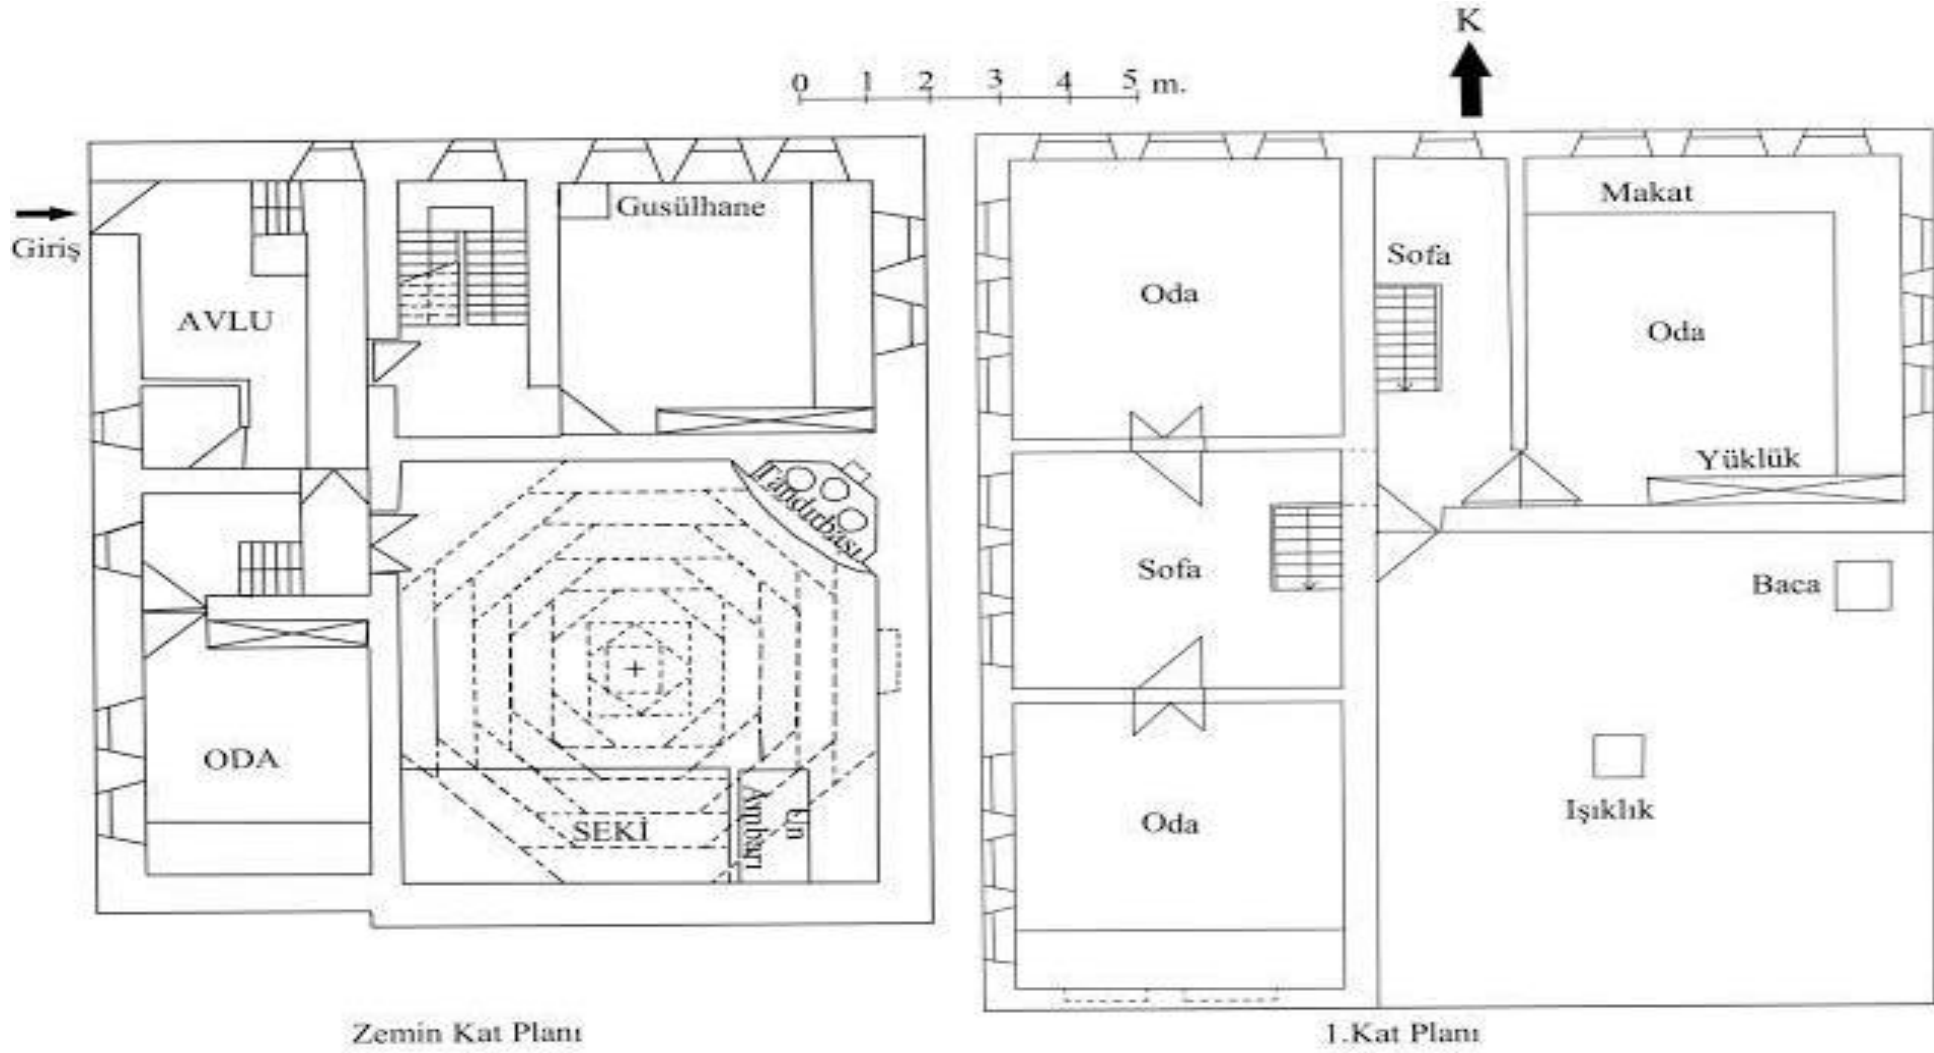 K
0 1 2 3 4 5 m.
Giriş
Gusülhane
AVLU
Tandırbaşı
ODA
SEKİ
Un
Ambarı
Zemin Kat Planı
Makat
Sofa
Oda
Oda
Yüklük
Sofa
Baca
Oda
Işıklık
1.Kat Planı